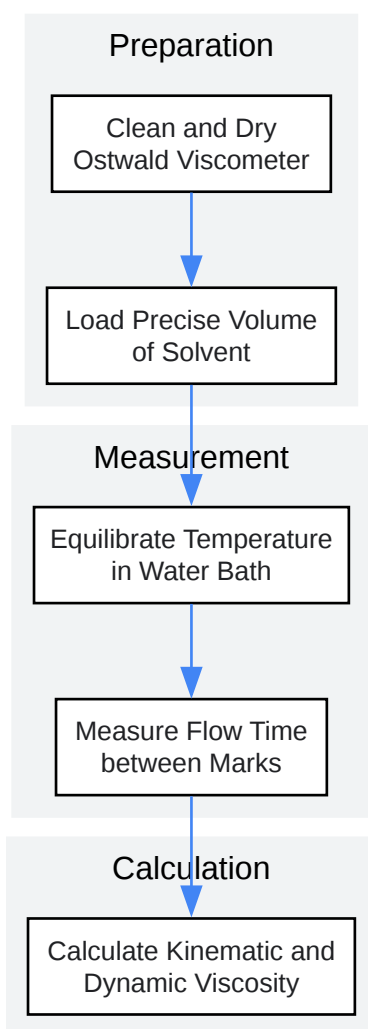 Preparation
Clean and Dry
Ostwald Viscometer
Load Precise Volume
of Solvent
Measurement
Equilibrate Temperature
in Water Bath
Measure Flow Time
between Marks
Calculation
Calculate Kinematic and
Dynamic Viscosity